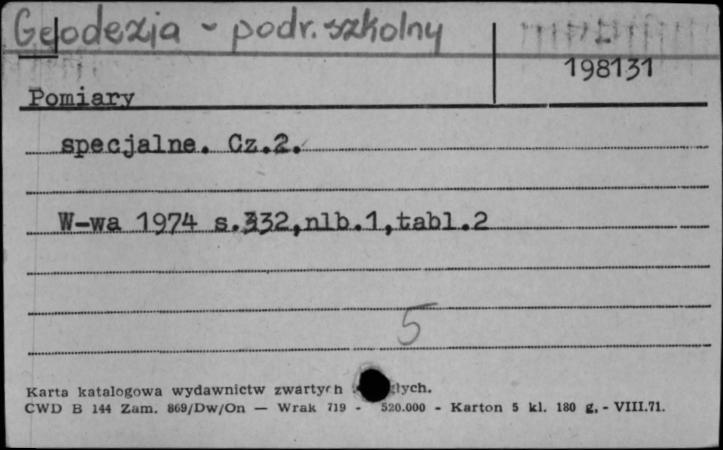 Geodezja - podr. szkolny
198131
Pomiary
specjalne. Cz.2.
W-wa 1974 s.332,nlb.1,tabl.2
5
Karta katalogowa wydawnictw zwartych
CWD B 144 Zam. 869/Dw/On — Wrak 719 - 520.000 - Karton 5 kl. 180 g. - VIII.71.